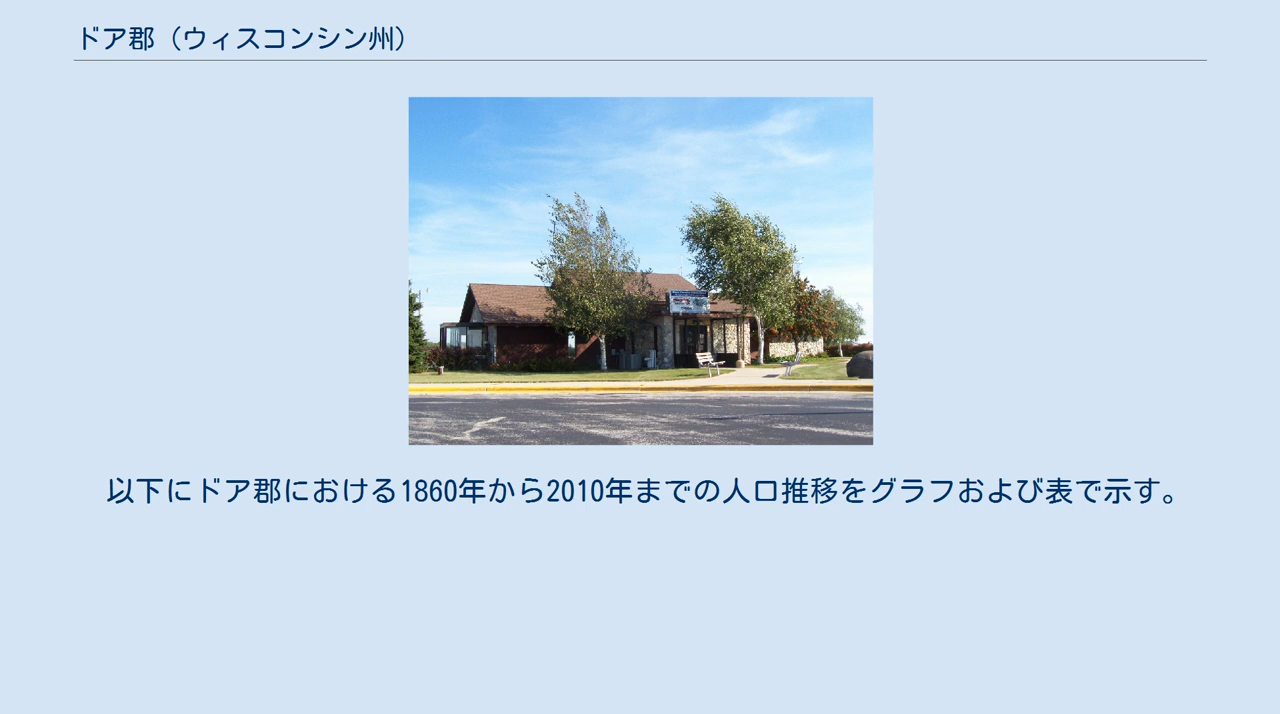 ドア郡（ウィスコンシン州）
以下にドア郡における1860年から2010年までの人口推移をグラフおよび表で示す。